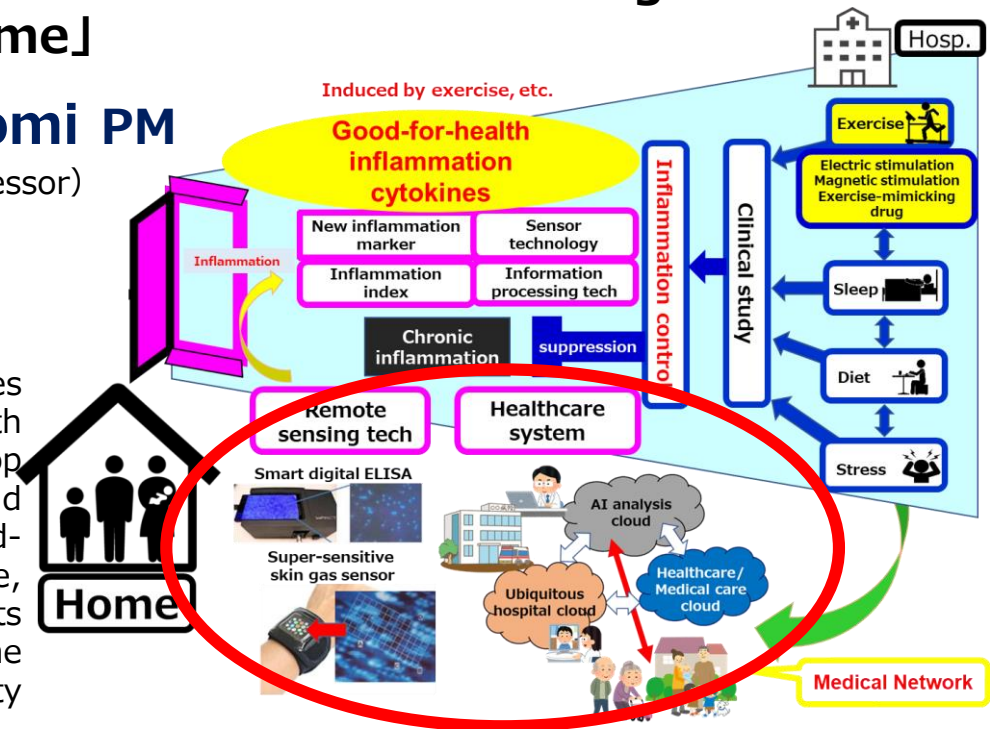 me」
omi PM
essor）
Hosp.
Induced by exercise, etc.
Good-for-health
inflammation
cytokines
New inflammation
marker
Sensor
technology
Inflammation
index
Information
processing tech
Inflammation
Chronic
inflammation
suppression
Inflammation control
Clinical study
Exercise
Electric stimulation
Magnetic stimulation
Exercise-mimicking
drug
Sleep
Diet
Stress
es
th
op
d
d-
e,
ts
ne
ty
Home
Remote
sensing tech
Healthcare
system
Smart digital ELISA
Super-sensitive
skin gas sensor
AI analysis
cloud
Ubiquitous
hospital cloud
Healthcare/
Medical care
cloud
Medical Network